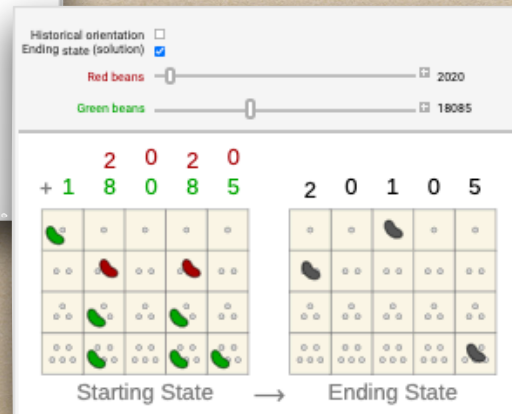 Historical orientation
Ending state (solution)
Red beans 2020
Green beans 18085
2 0 2 0
+ 1 8 0 8 5 2 0 1 0 5
Starting State → Ending State